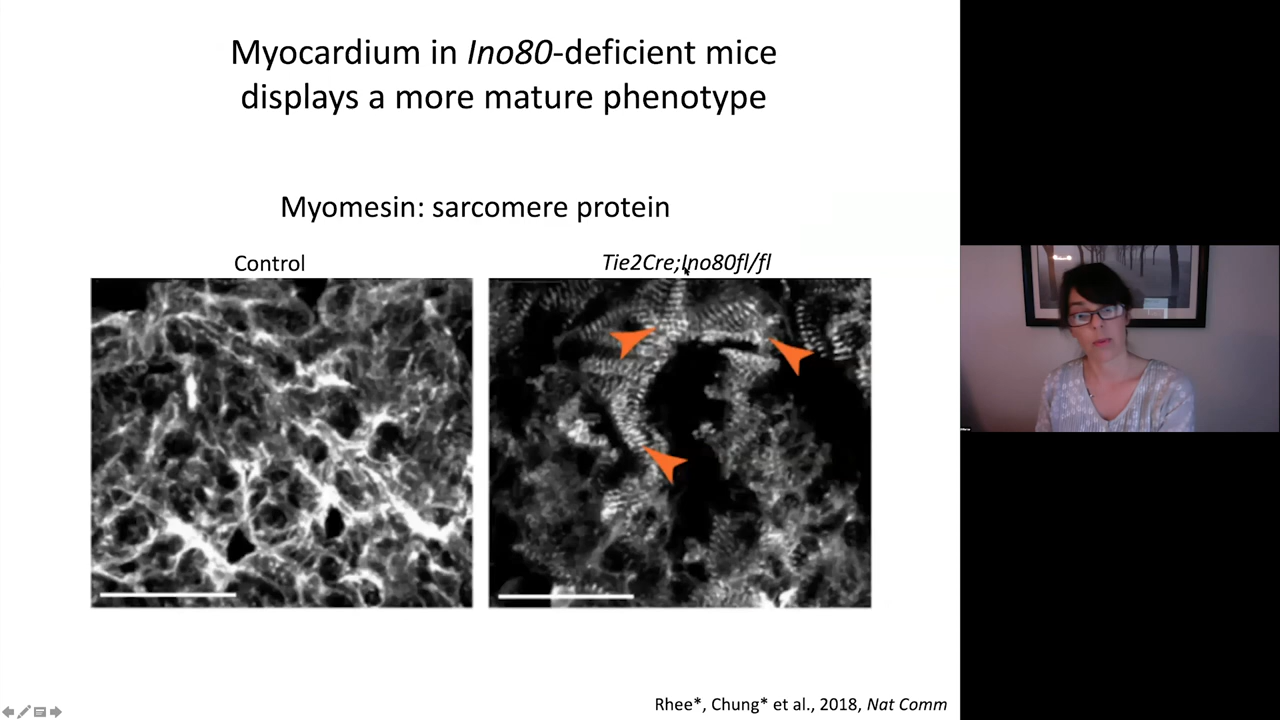 Myocardium in Ino80-deficient mice
displays a more mature phenotype
Myomesin: sarcomere protein
Control
Tie2Cre;Ino80fl/fl
Rhee*, Chung* et al., 2018, Nat Comm